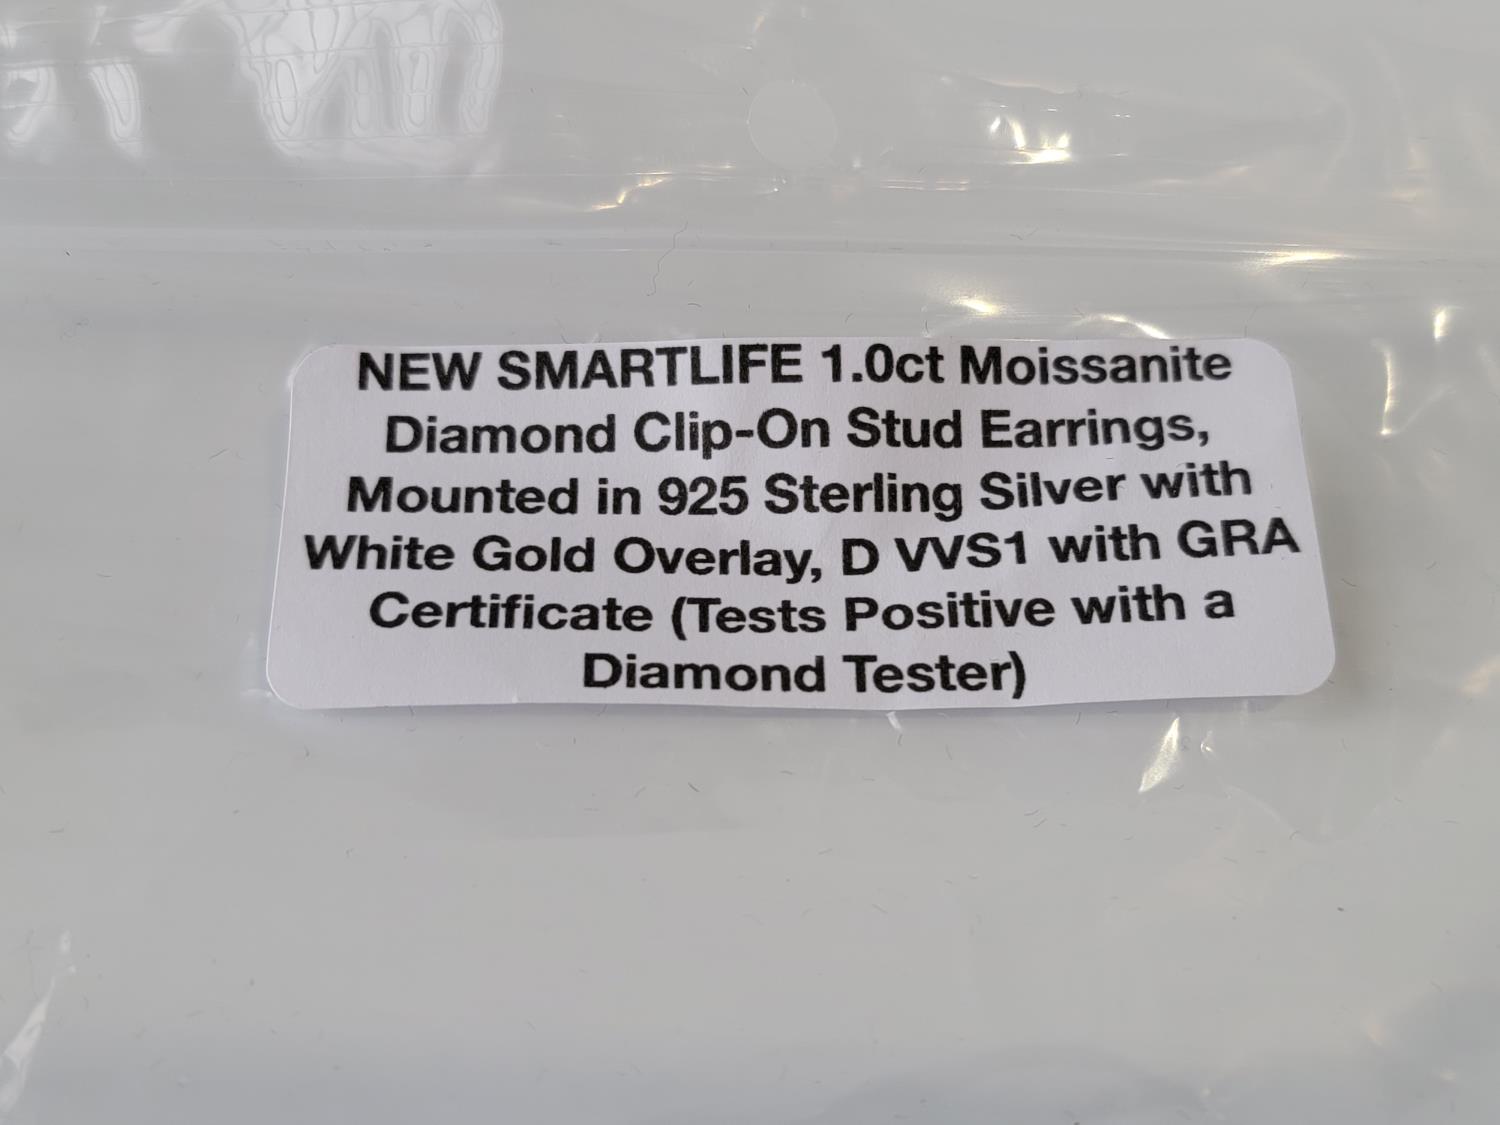 NEW SMARTLIFE 1.0ct Moissanite
Diamond Clip-On Stud Earrings,
Mounted in 925 Sterling Silver with
White Gold Overlay, D VVS1 with GRA
Certificate (Tests Positive with a
Diamond Tester)